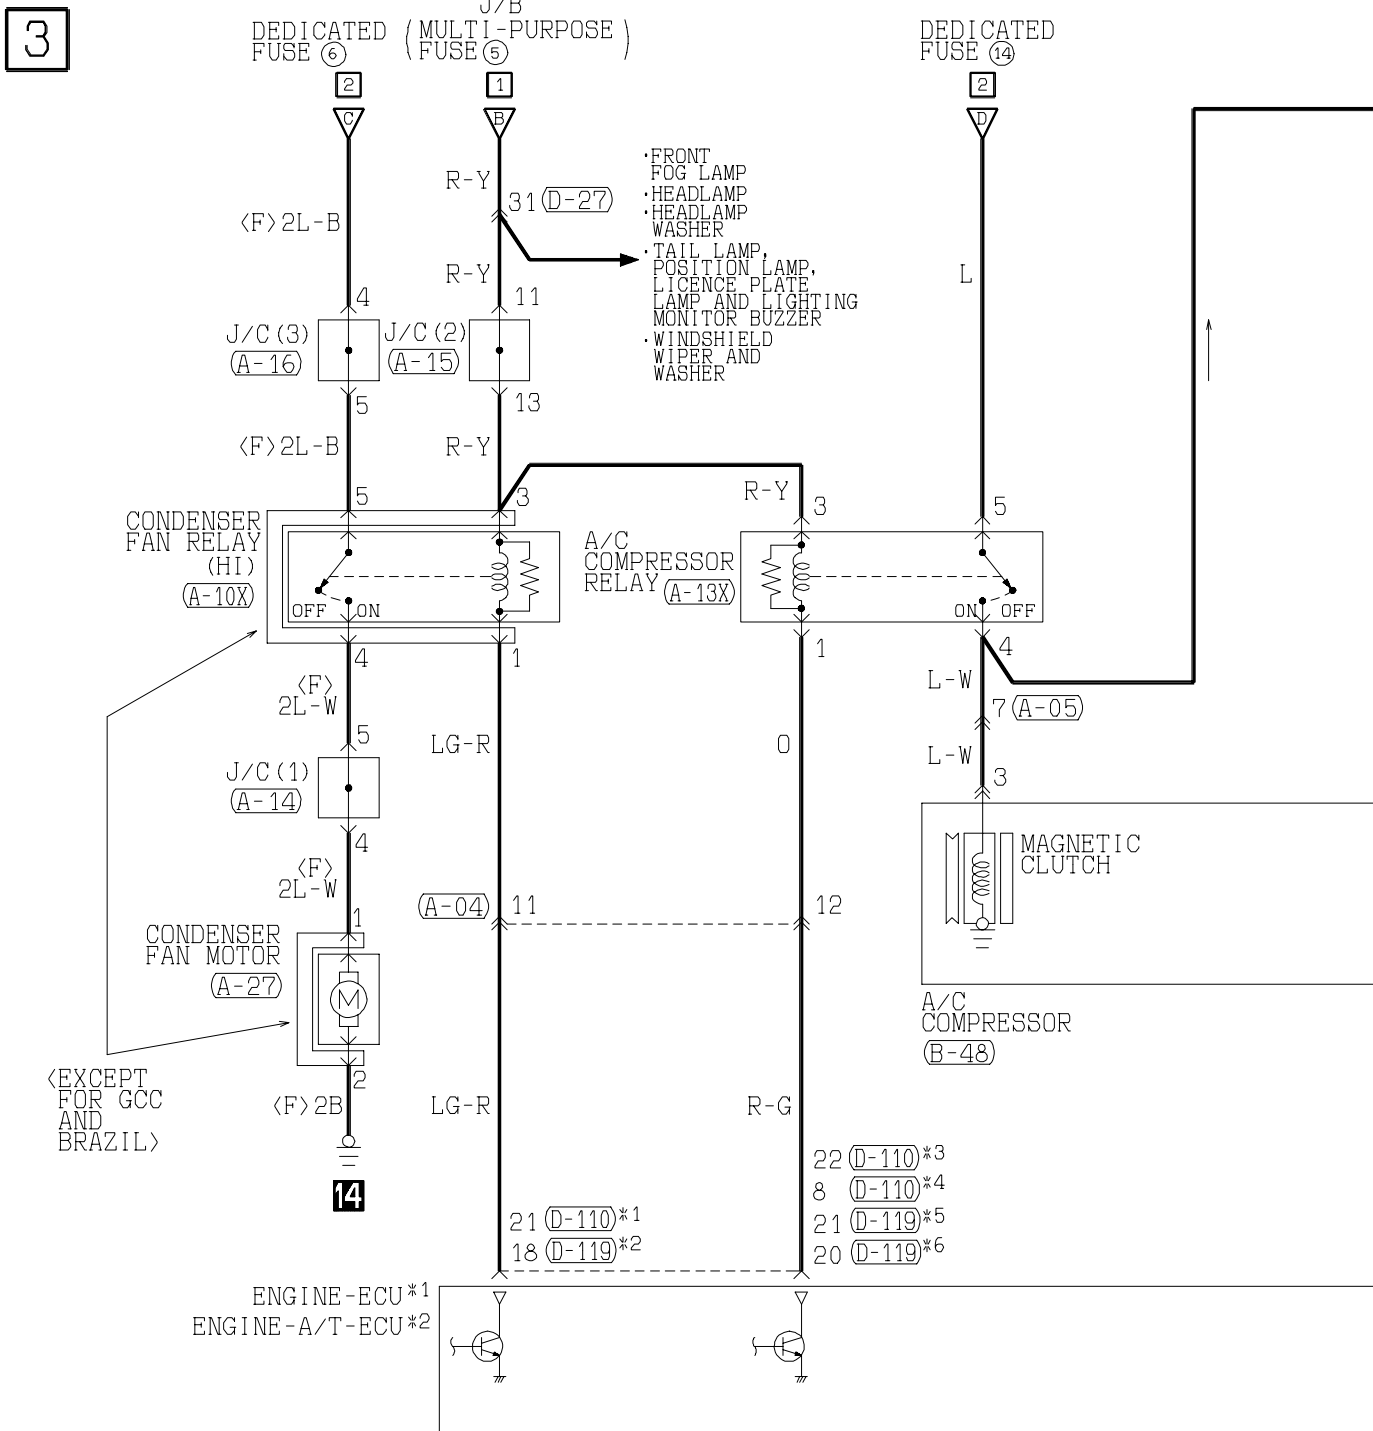 3
J/B
DEDICATED
FUSE 6
(MULTI-PURPOSE
FUSE 5)
DEDICATED
FUSE 14
2
1
2
C
B
D
R-Y
31 (D-27)
<F>2L-B
·FRONT
FOG LAMP
·HEADLAMP
·HEADLAMP
WASHER
·TAIL LAMP,
POSITION LAMP,
LICENCE PLATE
LAMP AND LIGHTING
MONITOR BUZZER
·WINDSHIELD
WIPER AND
WASHER
R-Y
L
4
11
J/C(3)
(A-16)
J/C(2)
(A-15)
5
13
<F>2L-B
R-Y
5
3
R-Y
3
5
CONDENSER
FAN RELAY
(HI)
(A-10X)
OFF
ON
A/C
COMPRESSOR
RELAY (A-13X)
ON
OFF
4
1
1
4
<F>
2L-W
L-W
7 (A-05)
5
LG-R
O
L-W
J/C(1)
(A-14)
3
4
<F>
2L-W
MAGNETIC
CLUTCH
(A-04) 11
12
1
CONDENSER
FAN MOTOR
(A-27)
M
A/C
COMPRESSOR
(B-48)
2
<EXCEPT
FOR GCC
AND
BRAZIL>
<F>2B
LG-R
R-G
14
22 (D-110)*3
8 (D-110)*4
21 (D-119)*5
20 (D-119)*6
21 (D-110)*1
18 (D-119)*2
ENGINE-ECU*1
ENGINE-A/T-ECU*2